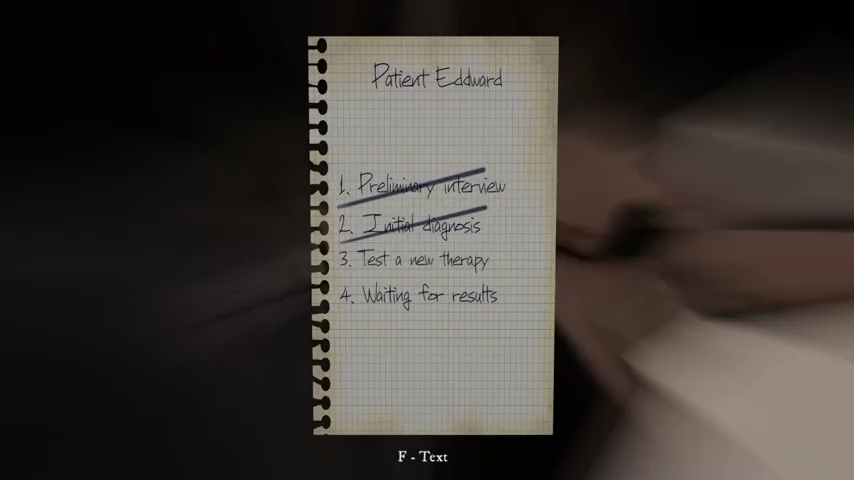 Patient Eddward
1. Preliminary interview
2. Initial diagnosis
3. Test a new therapy
4. Waiting for results
F - Text